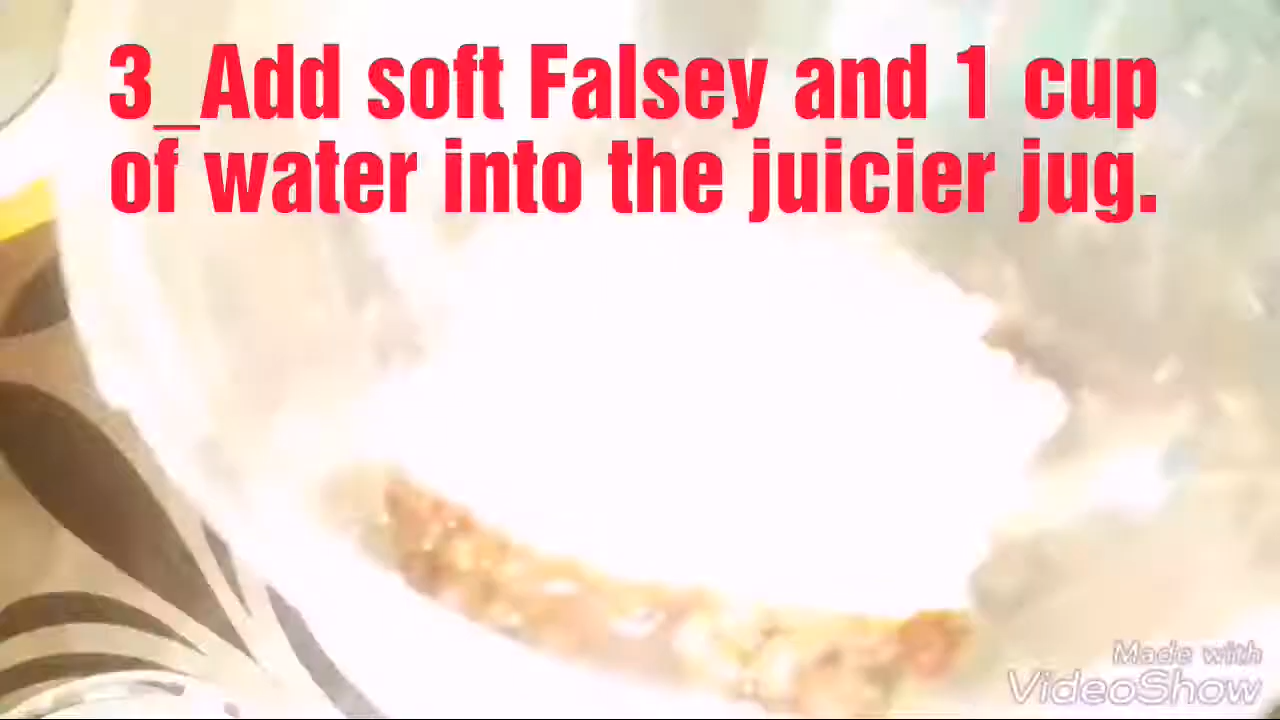 3_Add soft Falsey and 1 cup
of water into the juicier jug.
Made with
VideoShow